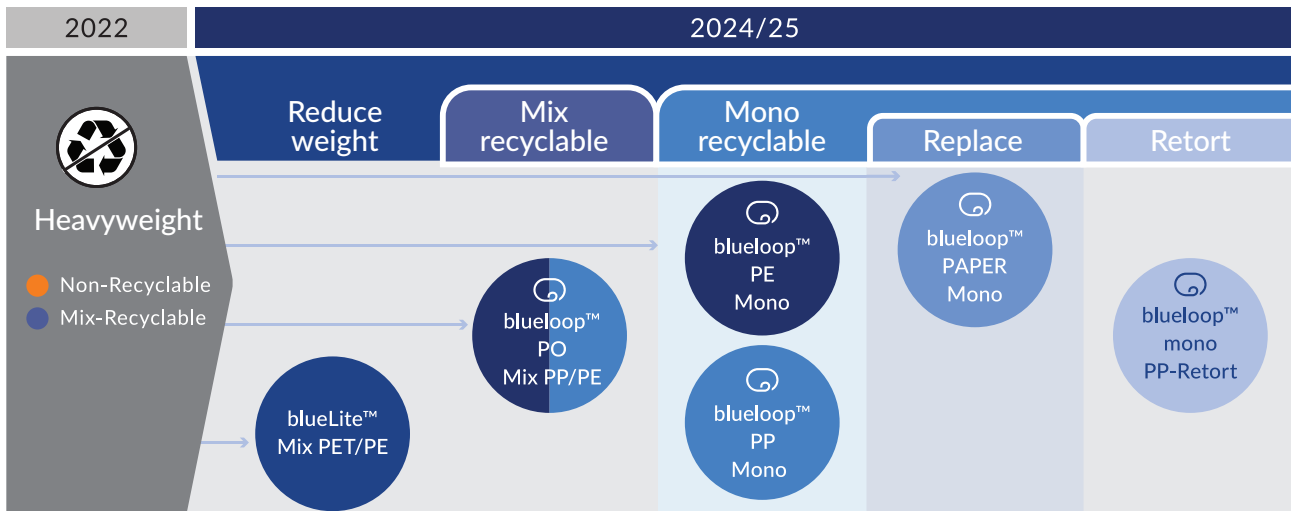 2022
2024/25
Heavyweight
Non-Recyclable
Mix-Recyclable
Reduce
weight
Mix
recyclable
Mono
recyclable
Replace
Retort
blueLite™
Mix PET/PE
blueloop™
PO
Mix PP/PE
blueloop™
PE
Mono
blueloop™
PP
Mono
blueloop™
PAPER
Mono
blueloop™
mono
PP-Retort